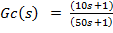 Gc(s) = (10s+1)/(50s+1)